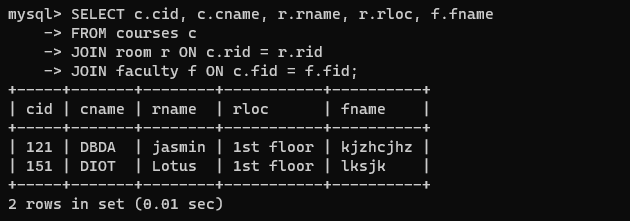 mysql> SELECT c.cid, c.cname, r.rname, r.rloc, f.fname
    -> FROM courses c
    -> JOIN room r ON c.rid = r.rid
    -> JOIN faculty f ON c.fid = f.fid;
+-----+-------+--------+-----------+----------+
| cid | cname | rname  | rloc      | fname    |
+-----+-------+--------+-----------+----------+
| 121 | DBDA  | jasmin | 1st floor | kjzhcjhz |
| 151 | DIOT  | Lotus  | 1st floor | lksjk    |
+-----+-------+--------+-----------+----------+
2 rows in set (0.01 sec)